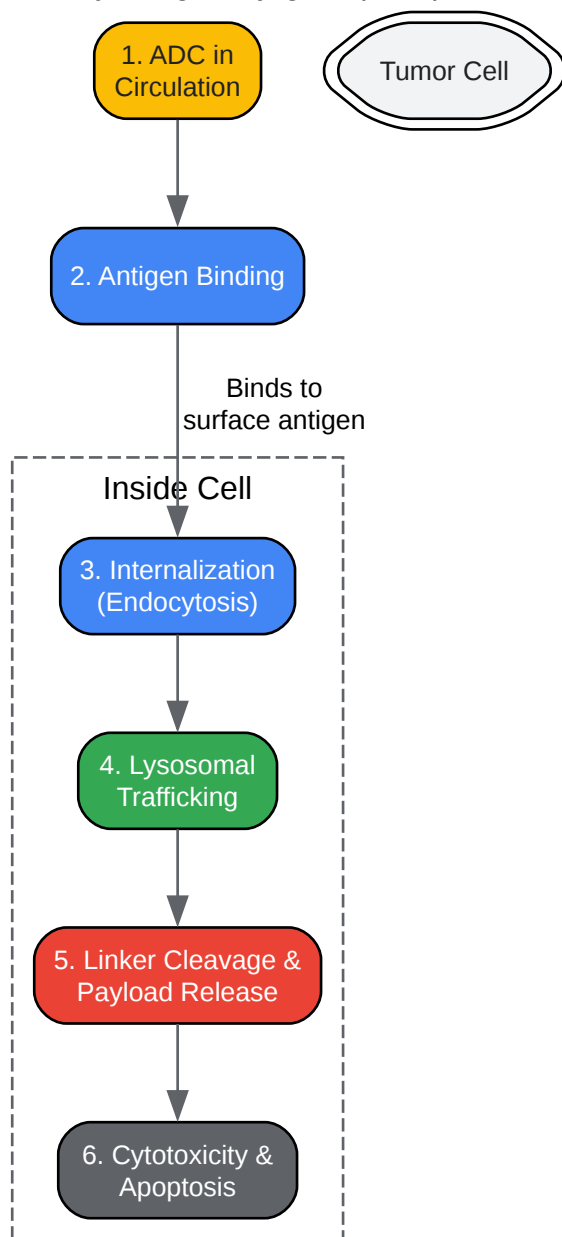 1. ADC in
Circulation
Tumor Cell
2. Antigen Binding
Binds to
surface antigen
Inside Cell
3. Internalization
(Endocytosis)
4. Lysosomal
Trafficking
5. Linker Cleavage &
Payload Release
6. Cytotoxicity &
Apoptosis